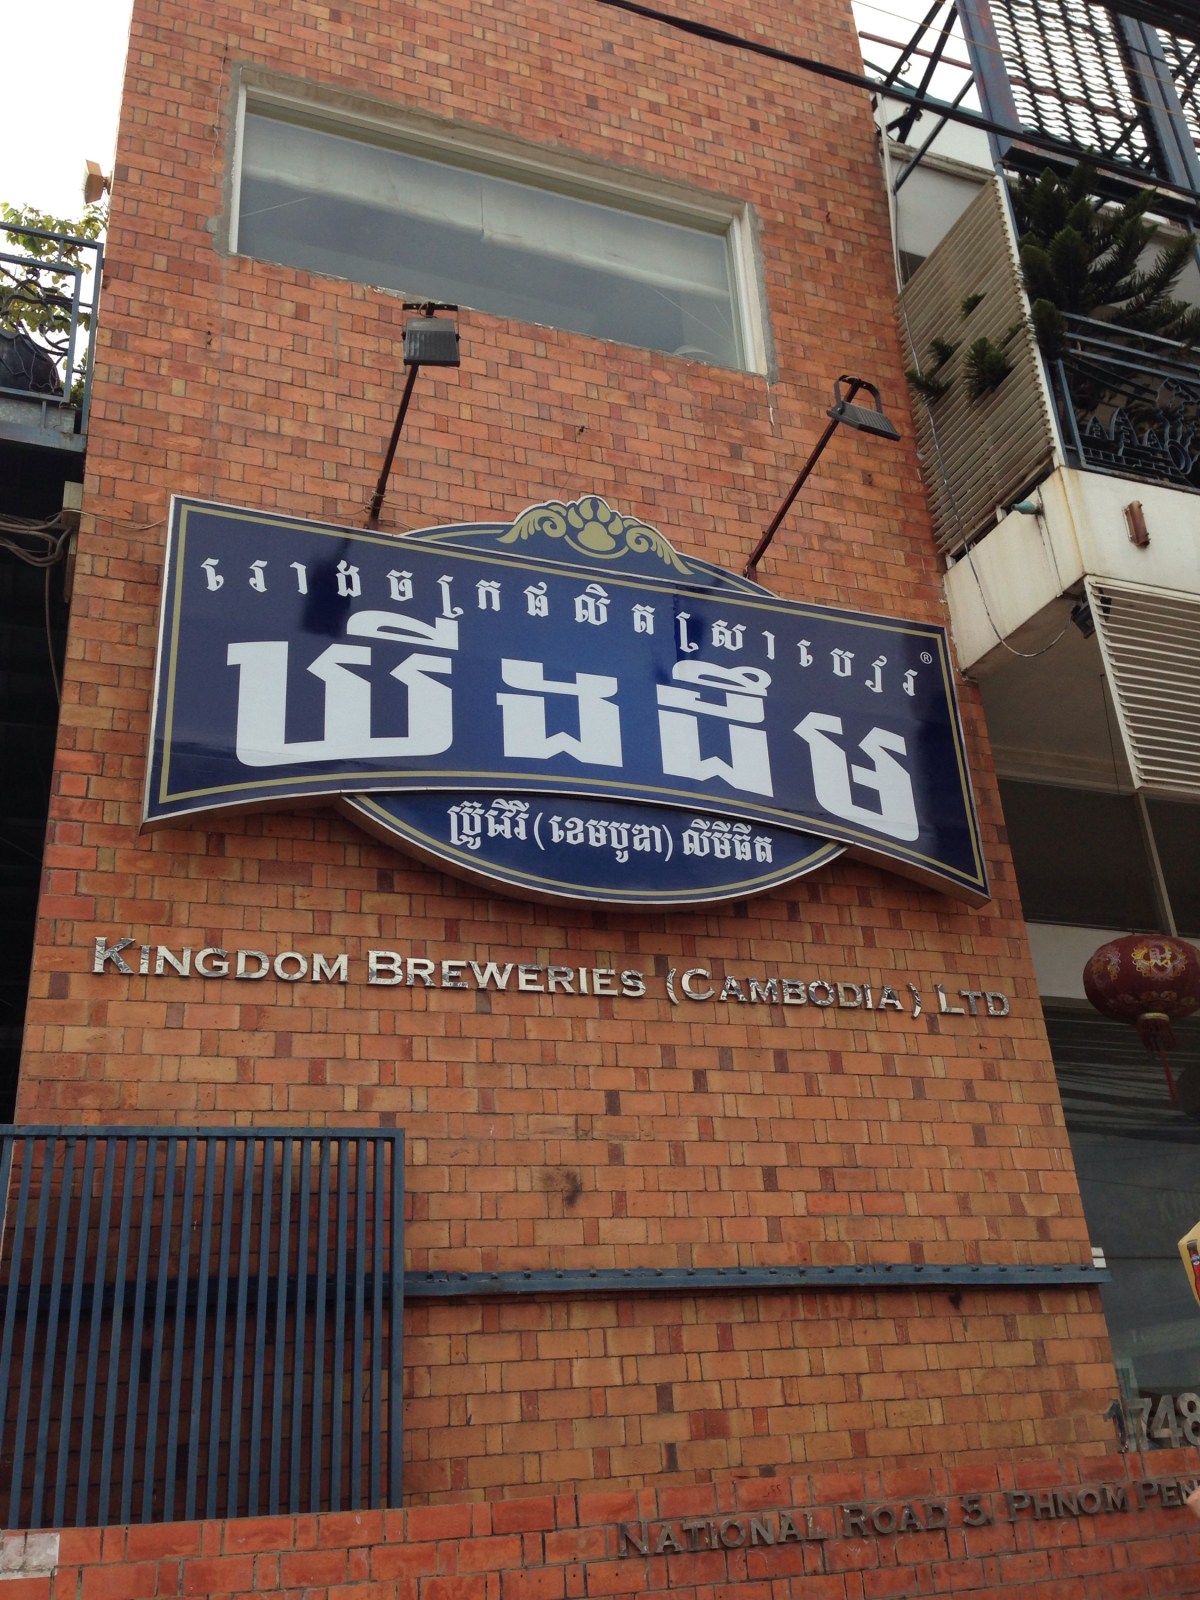 រោងចក្រផលិតស្រាបៀរ ®
ឃីងដឹម
ប្រ៊ូវើរី (ខេមបូឌា) លីមីធីត
KINGDOM BREWERIES (CAMBODIA) LTD
1748
NATIONAL ROAD 5, PHNOM PEN